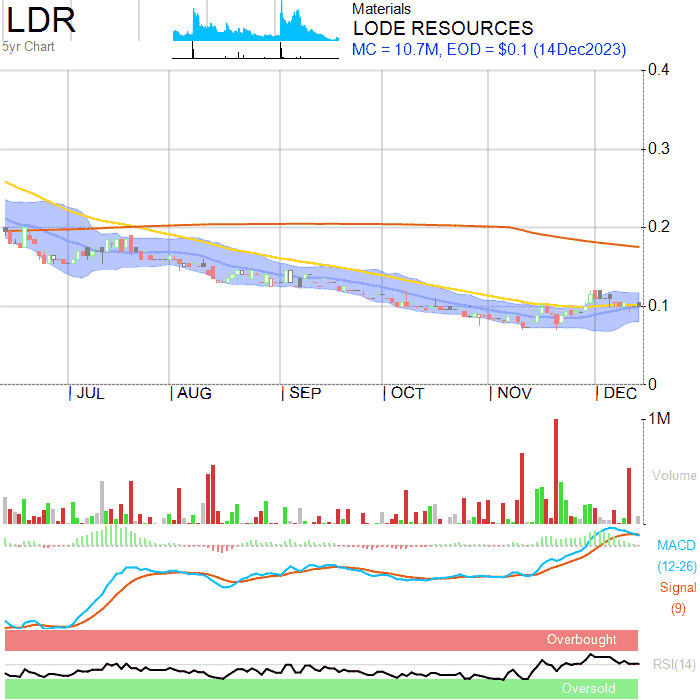 LDR
5yr Chart
Materials
LODE RESOURCES
MC = 10.7M, EOD = $0.1 (14Dec2023)
0.4
0.3
0.2
0.1
0
JUL AUG SEP OCT NOV DEC
1M
Volume
MACD
(12-26)
Signal
(9)
Overbought
RSI(14)
Oversold